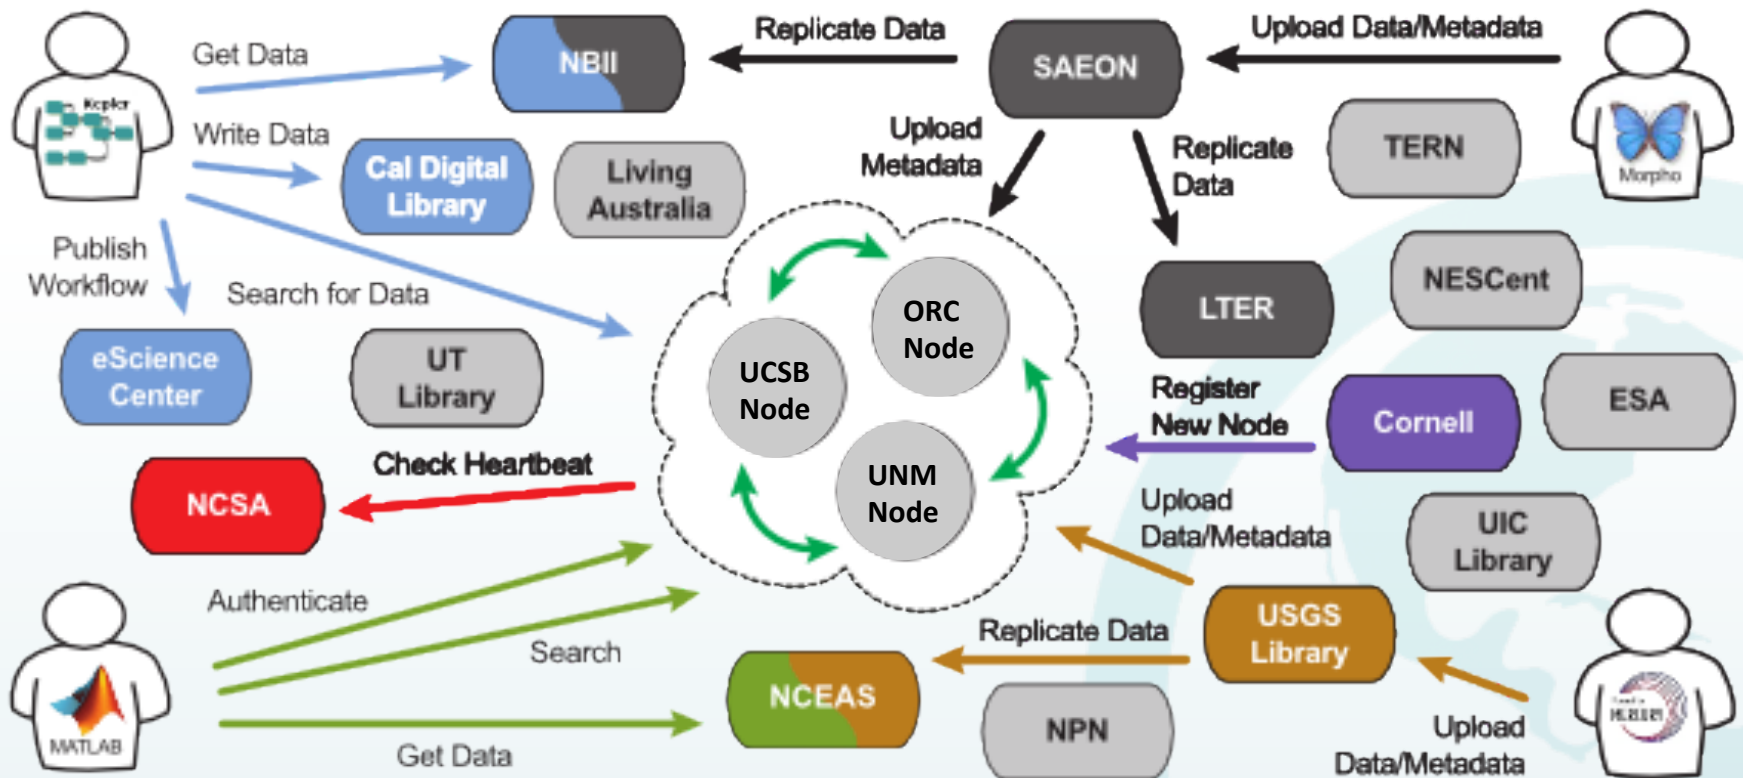 Get Data
NBII
Replicate Data
SAEON
Upload Data/Metadata
Kepler
Write Data
Cal Digital
Library
Living
Australia
Upload
Metadata
Replicate
Data
TERN
Morpho
Publish
Workflow
Search for Data
NESCent
LTER
ORC
Node
eScience
Center
UT
Library
UCSB
Node
Register
New Node
Cornell
ESA
Check Heartbeat
NCSA
UNM
Node
Upload
Data/Metadata
UIC
Library
Authenticate
Search
Replicate Data
USGS
Library
MATLAB
Get Data
NCEAS
NPN
Upload
Data/Metadata